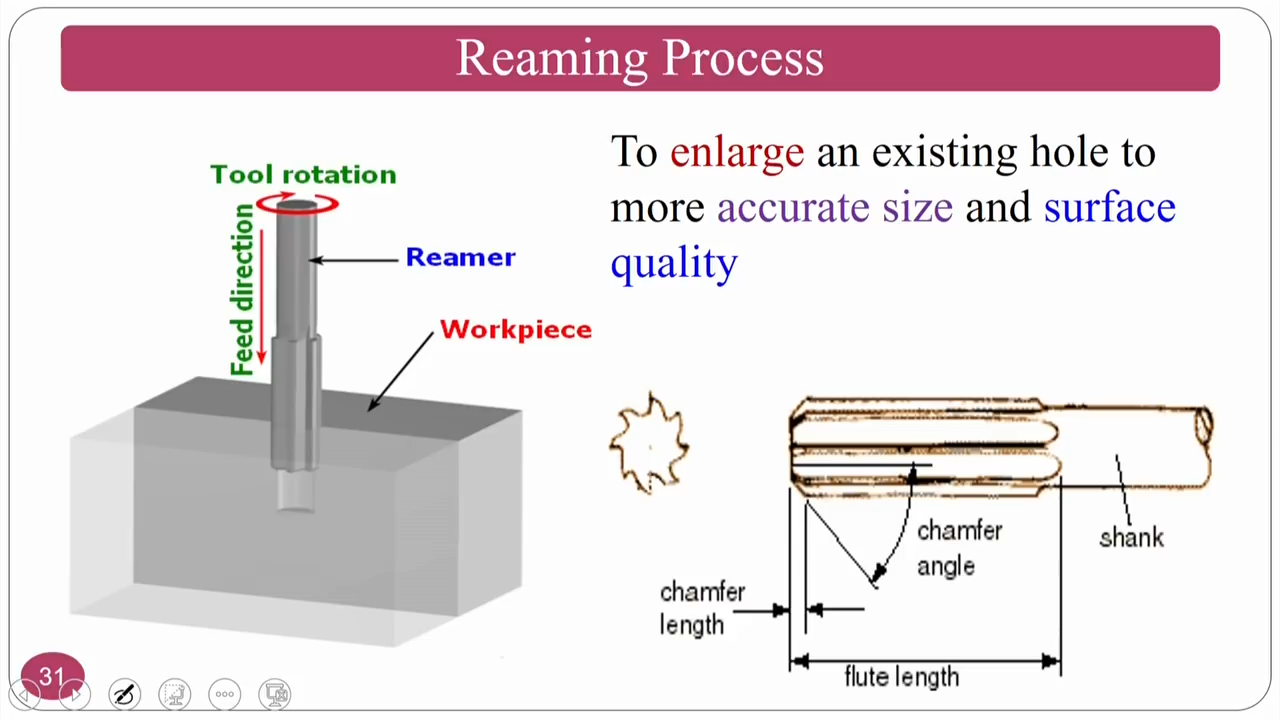 Reaming Process
To enlarge an existing hole to
more accurate size and surface
quality
Tool rotation
Feed direction
Reamer
Workpiece
chamfer
angle
shank
chamfer
length
flute length
31